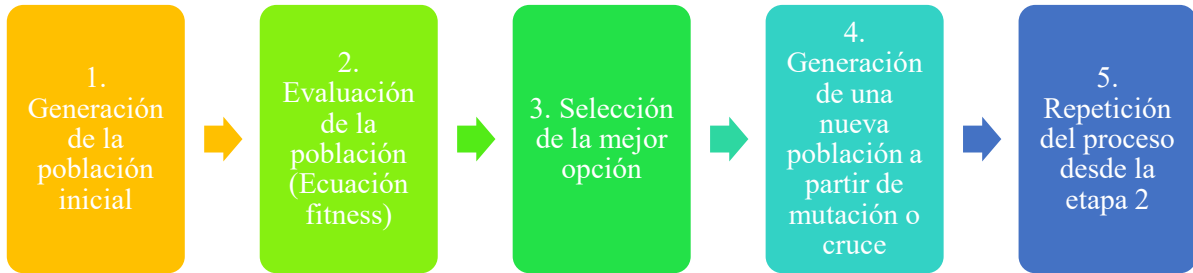 1.
Generación
de la
población
inicial
2.
Evaluación
de la
población
(Ecuación
fitness)
3. Selección
de la mejor
opción
4.
Generación
de una
nueva
población a
partir de
mutación o
cruce
5.
Repetición
del proceso
desde la
etapa 2